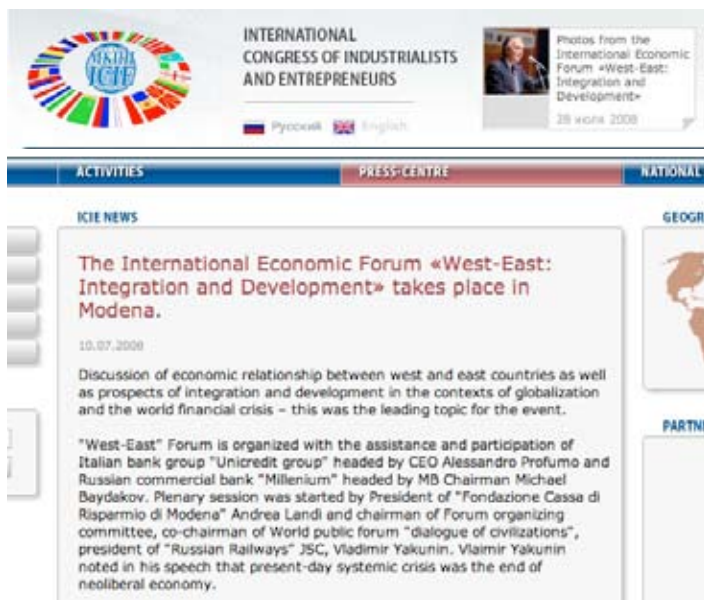 МКПП
ICIE
INTERNATIONAL
CONGRESS OF INDUSTRIALISTS
AND ENTREPRENEURS
Русский English
Photos from the
International Economic
Forum «West-East:
Integration and
Development»
28 июля 2008
ACTIVITIES PRESS-CENTRE NATIONAL
ICIE NEWS
The International Economic Forum «West-East:
Integration and Development» takes place in
Modena.
10.07.2008
Discussion of economic relationship between west and east countries as well
as prospects of integration and development in the contexts of globalization
and the world financial crisis – this was the leading topic for the event.
"West-East" Forum is organized with the assistance and participation of
Italian bank group "Unicredit group" headed by CEO Alessandro Profumo and
Russian commercial bank "Millenium" headed by MB Chairman Michael
Baydakov. Plenary session was started by President of "Fondazione Cassa di
Risparmio di Modena" Andrea Landi and chairman of Forum organizing
committee, co-chairman of World public forum "dialogue of civilizations",
president of "Russian Railways" JSC, Vladimir Yakunin. Vlaimir Yakunin
noted in his speech that present-day systemic crisis was the end of
neoliberal economy.
GEOGR
PARTN